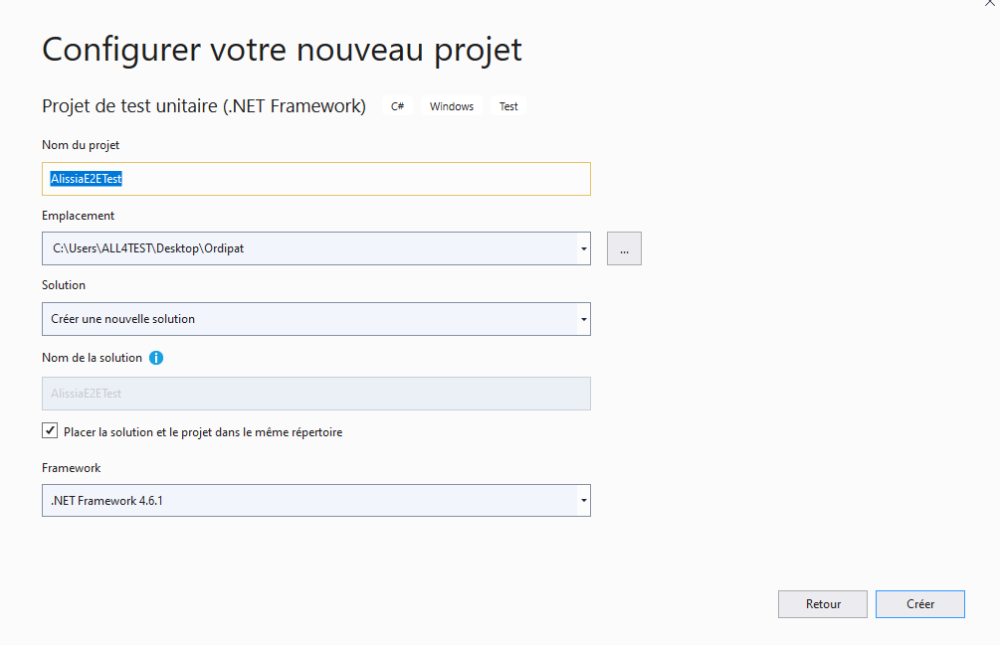 Configurer votre nouveau projet
Projet de test unitaire (.NET Framework) C# Windows Test
Nom du projet
AlissiaE2ETest
Emplacement
C:\Users\ALL4TEST\Desktop\Ordipat
...
Solution
Créer une nouvelle solution
Nom de la solution
AlissiaE2ETest
Placer la solution et le projet dans le même répertoire
Framework
.NET Framework 4.6.1
Retour Créer